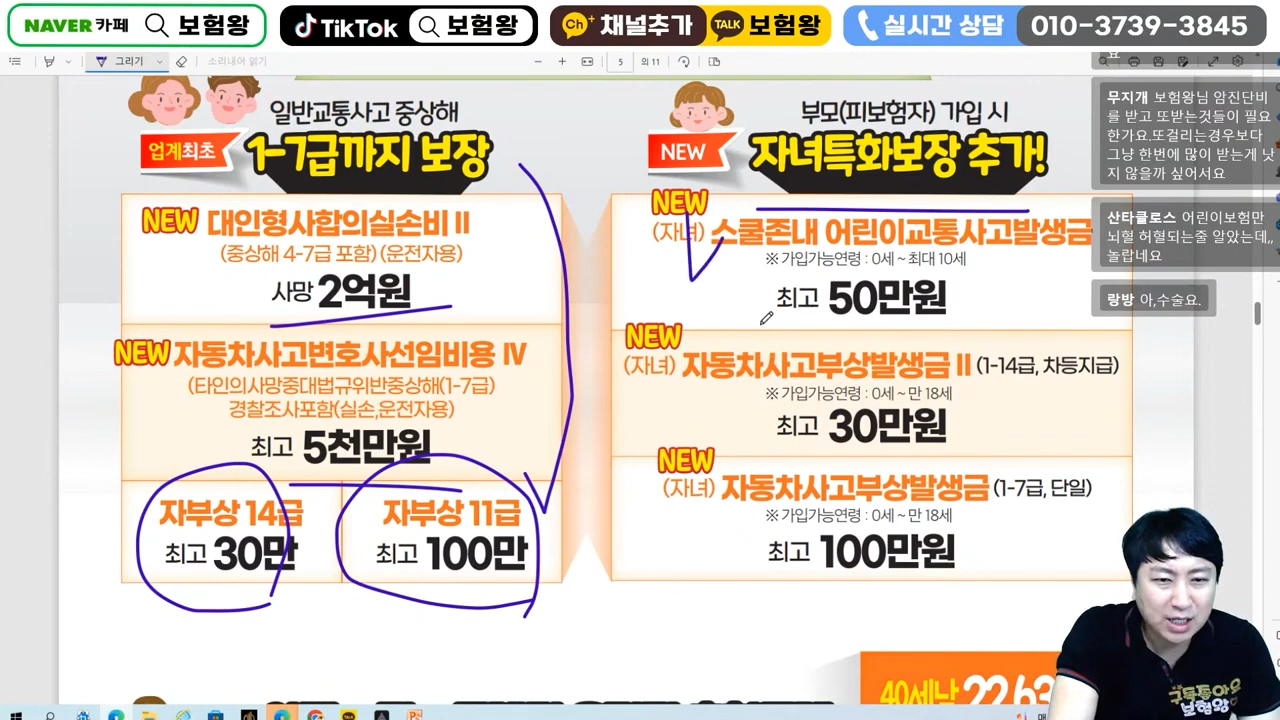 NAVER 카페 보험왕
TikTok 보험왕
Ch+ 채널추가 TALK 보험왕
실시간 상담 010-3739-3845
그리기 소리내어 읽기
5 의 11
요
무지개 보험왕님 암진단비
를 받고 또받는것들이 필요
한가요.또걸리는경우보다
그냥 한번에 많이 받는게 낫
지 않을까 싶어서요
산타클로스 어린이보험만
뇌혈 허혈되는줄 알았는데,,
놀랍네요
랑방 아,수술요.
일반교통사고 중상해
업계최초 1-7급까지 보장
NEW 대인형사합의실손비 II
(중상해 4-7급 포함) (운전자용)
사망 2억원
NEW 자동차사고변호사선임비용 IV
(타인의사망중대법규위반중상해(1-7급)
경찰조사포함(실손,운전자용)
최고 5천만원
자부상 14급
최고 30만
자부상 11급
최고 100만
부모(피보험자) 가입 시
NEW 자녀특화보장 추가!
NEW
(자녀) 스쿨존내 어린이교통사고발생금
※ 가입가능연령 : 0세 ~ 최대 10세
최고 50만원
NEW
(자녀) 자동차사고부상발생금 II (1-14급, 차등지급)
※ 가입가능연령 : 0세 ~ 만 18세
최고 30만원
NEW
(자녀) 자동차사고부상발생금 (1-7급, 단일)
※ 가입가능연령 : 0세 ~ 만 18세
최고 100만원
구름좋아요
보험왕